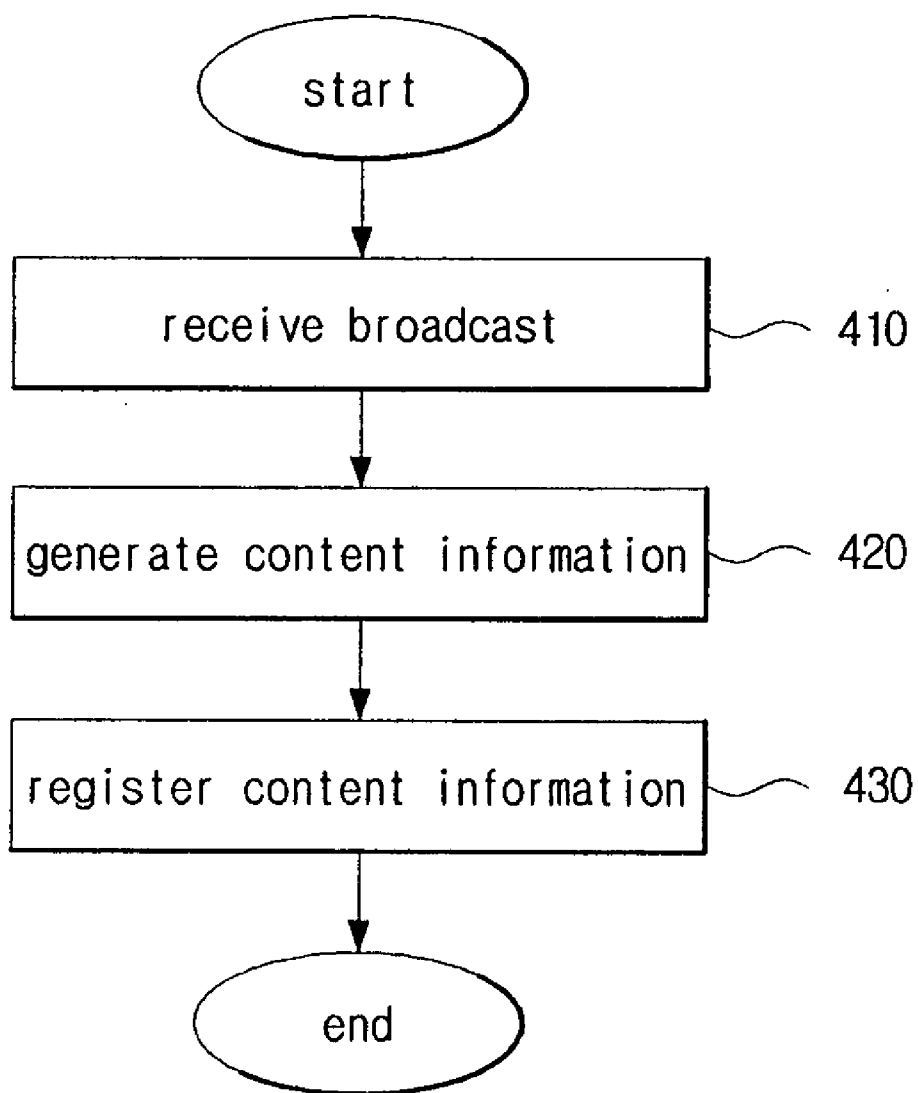 start
receive broadcast
410
generate content information
420
register content information
430
end